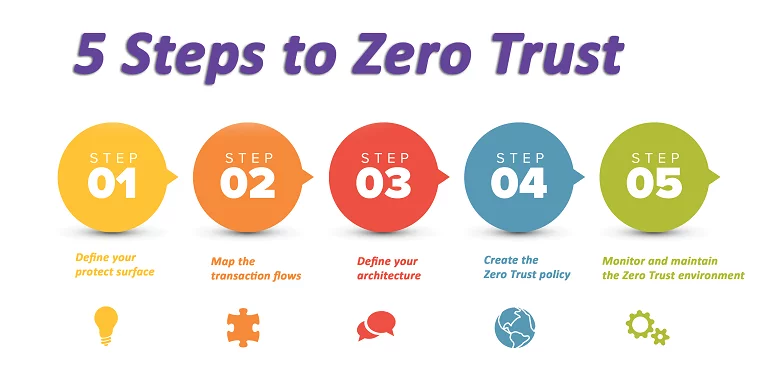 5 Steps to Zero Trust
STEP
01
STEP
02
STEP
03
STEP
04
STEP
05
Define your
protect surface
Map the
transaction flows
Define your
architecture
Create the
Zero Trust policy
Monitor and maintain
the Zero Trust environment